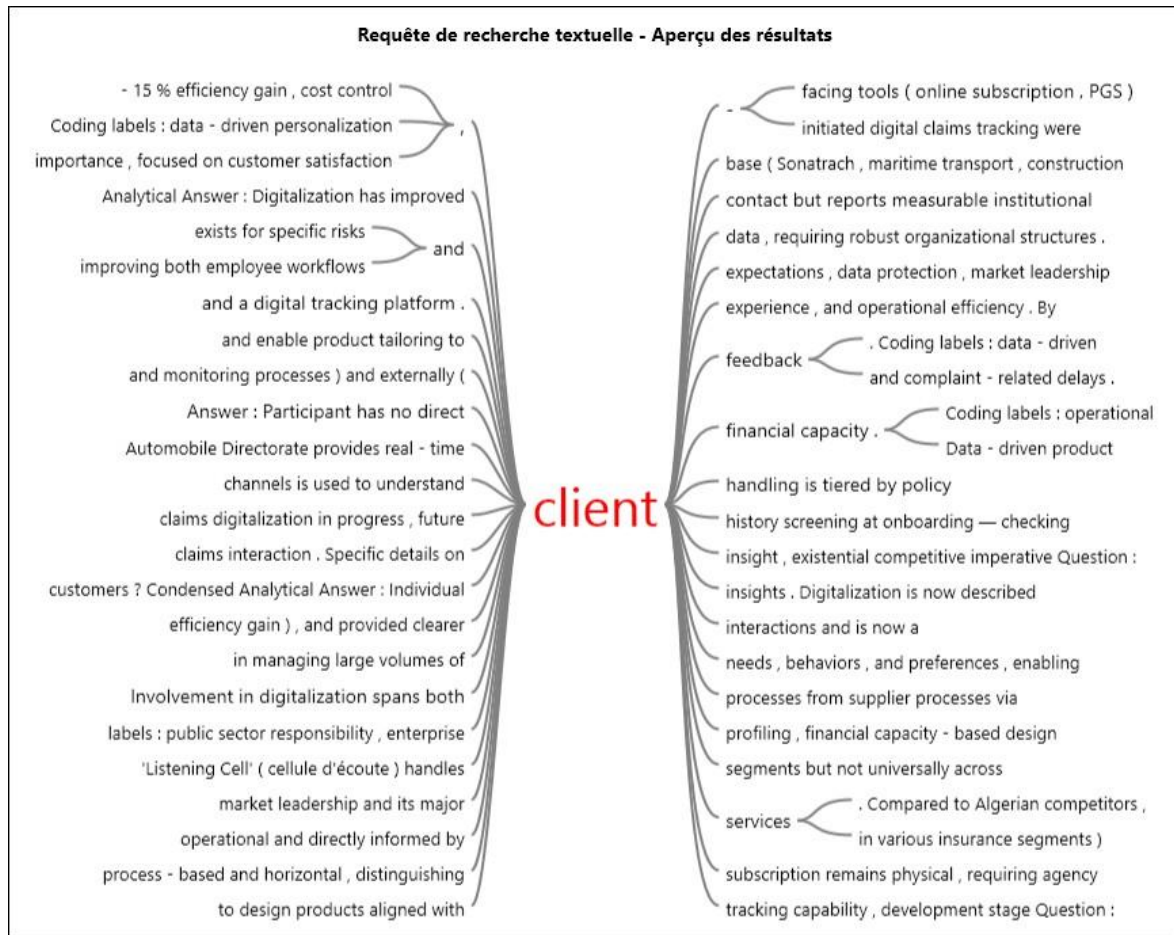 Requête de recherche textuelle - Aperçu des résultats
- 15 % efficiency gain , cost control
Coding labels : data - driven personalization
importance , focused on customer satisfaction
,
Analytical Answer : Digitalization has improved
exists for specific risks
improving both employee workflows
and
and a digital tracking platform .
and enable product tailoring to
and monitoring processes ) and externally (
Answer : Participant has no direct
Automobile Directorate provides real - time
channels is used to understand
claims digitalization in progress , future
claims interaction . Specific details on
customers ? Condensed Analytical Answer : Individual
efficiency gain ) , and provided clearer
in managing large volumes of
Involvement in digitalization spans both
labels : public sector responsibility , enterprise
'Listening Cell' ( cellule d'écoute ) handles
market leadership and its major
operational and directly informed by
process - based and horizontal , distinguishing
to design products aligned with
client
-
facing tools ( online subscription , PGS )
initiated digital claims tracking were
base ( Sonatrach , maritime transport , construction
contact but reports measurable institutional
data , requiring robust organizational structures .
expectations , data protection , market leadership
experience , and operational efficiency . By
feedback
. Coding labels : data - driven
and complaint - related delays .
financial capacity .
Coding labels : operational
Data - driven product
handling is tiered by policy
history screening at onboarding — checking
insight , existential competitive imperative Question :
insights . Digitalization is now described
interactions and is now a
needs , behaviors , and preferences , enabling
processes from supplier processes via
profiling , financial capacity - based design
segments but not universally across
services
. Compared to Algerian competitors ,
in various insurance segments )
subscription remains physical , requiring agency
tracking capability , development stage Question :